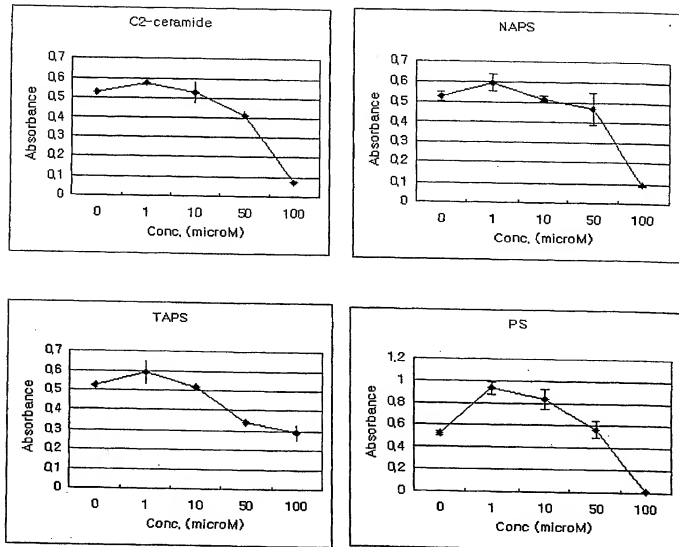 C2-ceramide
0,7
0,6
0,5
0,4
0,3
0,2
0,1
0
Absorbance
0 1 10 50 100
Conc. (microM)
NAPS
0,7
0,6
0,5
0,4
0,3
0,2
0,1
0
Absorbance
0 1 10 50 100
Conc. (microM)
TAPS
0,7
0,6
0,5
0,4
0,3
0,2
0,1
0
Absorbance
0 1 10 50 100
Conc. (microM)
PS
1,2
1
0,8
0,6
0,4
0,2
0
Absorbance
0 1 10 50 100
Conc. (microM)